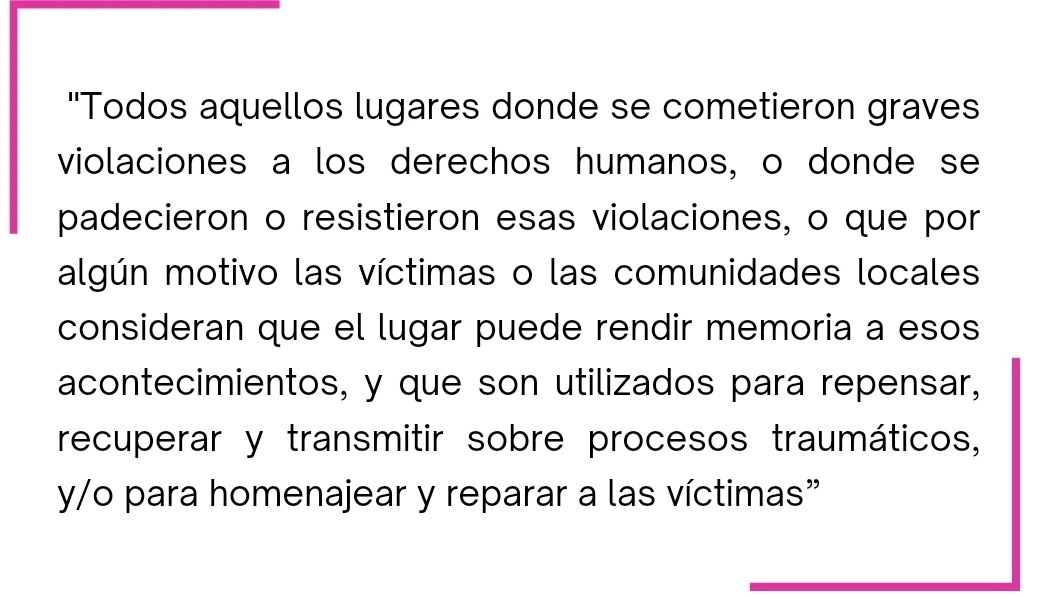 "Todos aquellos lugares donde se cometieron graves
violaciones a los derechos humanos, o donde se
padecieron o resistieron esas violaciones, o que por
algún motivo las víctimas o las comunidades locales
consideran que el lugar puede rendir memoria a esos
acontecimientos, y que son utilizados para repensar,
recuperar y transmitir sobre procesos traumáticos,
y/o para homenajear y reparar a las víctimas”